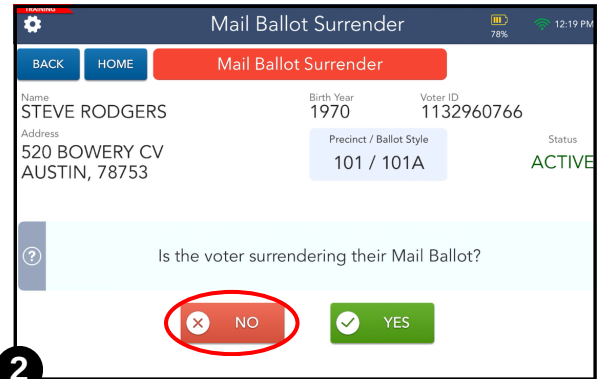 TRAINING
Mail Ballot Surrender
78%
12:19 PM
BACK
HOME
Mail Ballot Surrender
Name
STEVE RODGERS
Birth Year
1970
Voter ID
1132960766
Address
520 BOWERY CV
AUSTIN, 78753
Precinct / Ballot Style
101 / 101A
Status
ACTIVE
?
Is the voter surrendering their Mail Ballot?
NO
YES
2